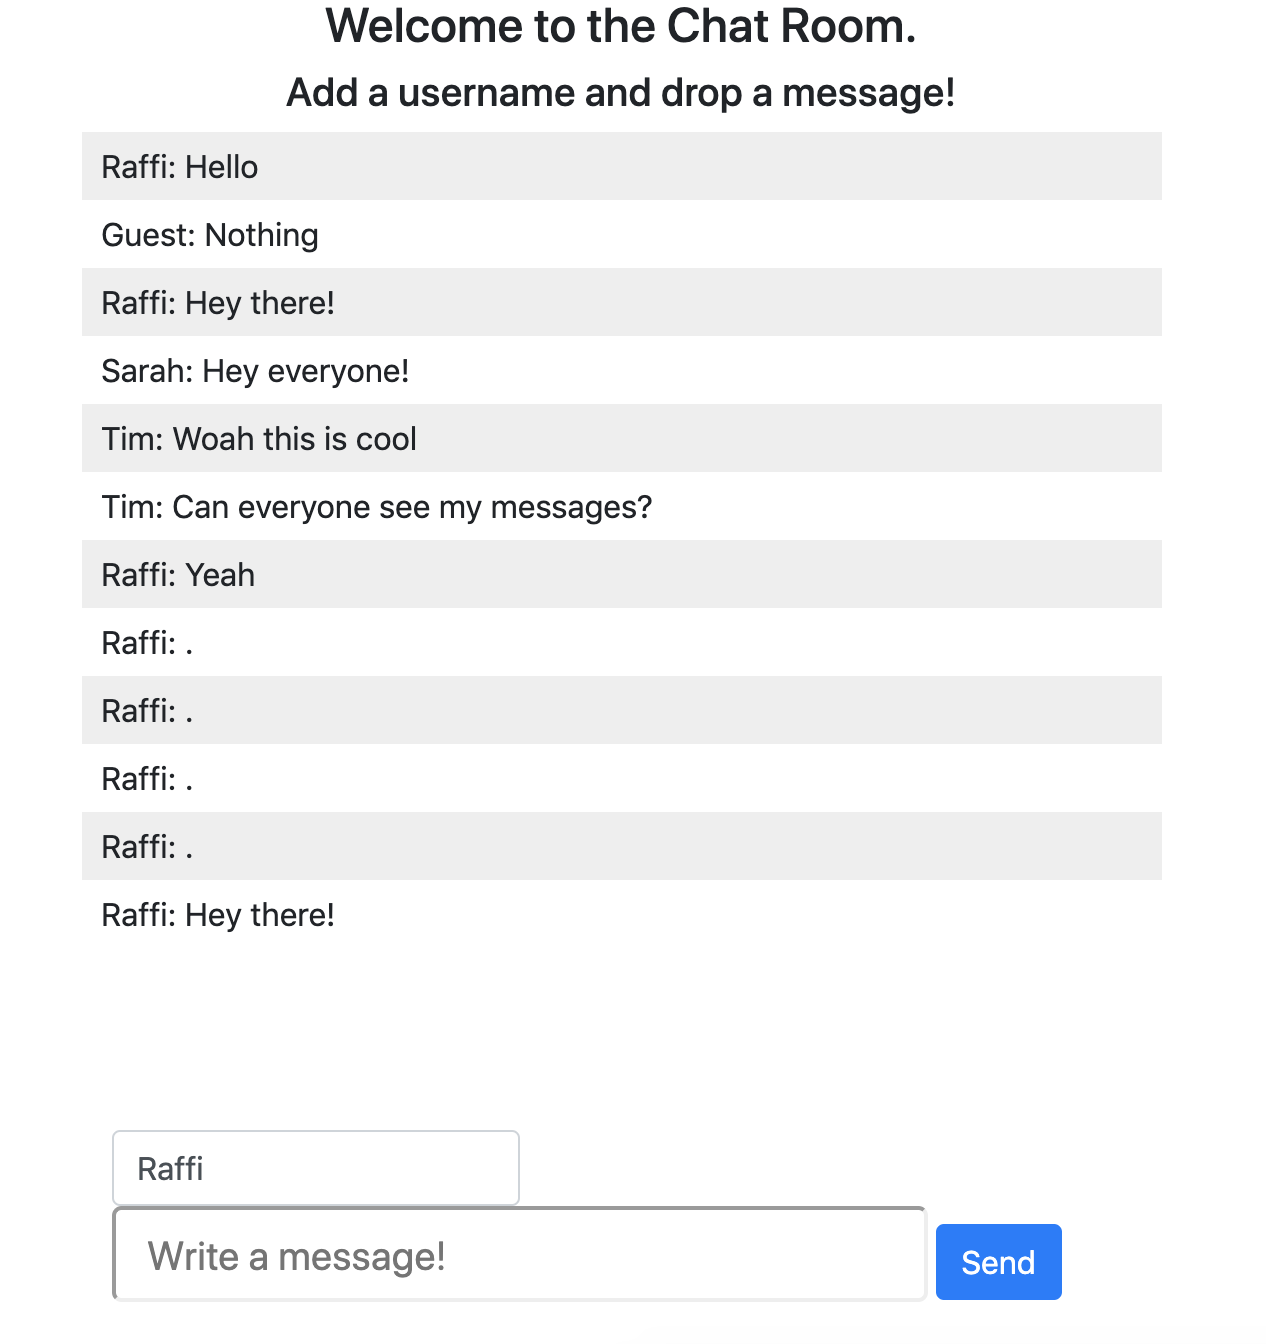 Welcome to the Chat Room.
Add a username and drop a message!
Raffi: Hello
Guest: Nothing
Raffi: Hey there!
Sarah: Hey everyone!
Tim: Woah this is cool
Tim: Can everyone see my messages?
Raffi: Yeah
Raffi: .
Raffi: .
Raffi: .
Raffi: .
Raffi: Hey there!
Raffi
Write a message!
Send